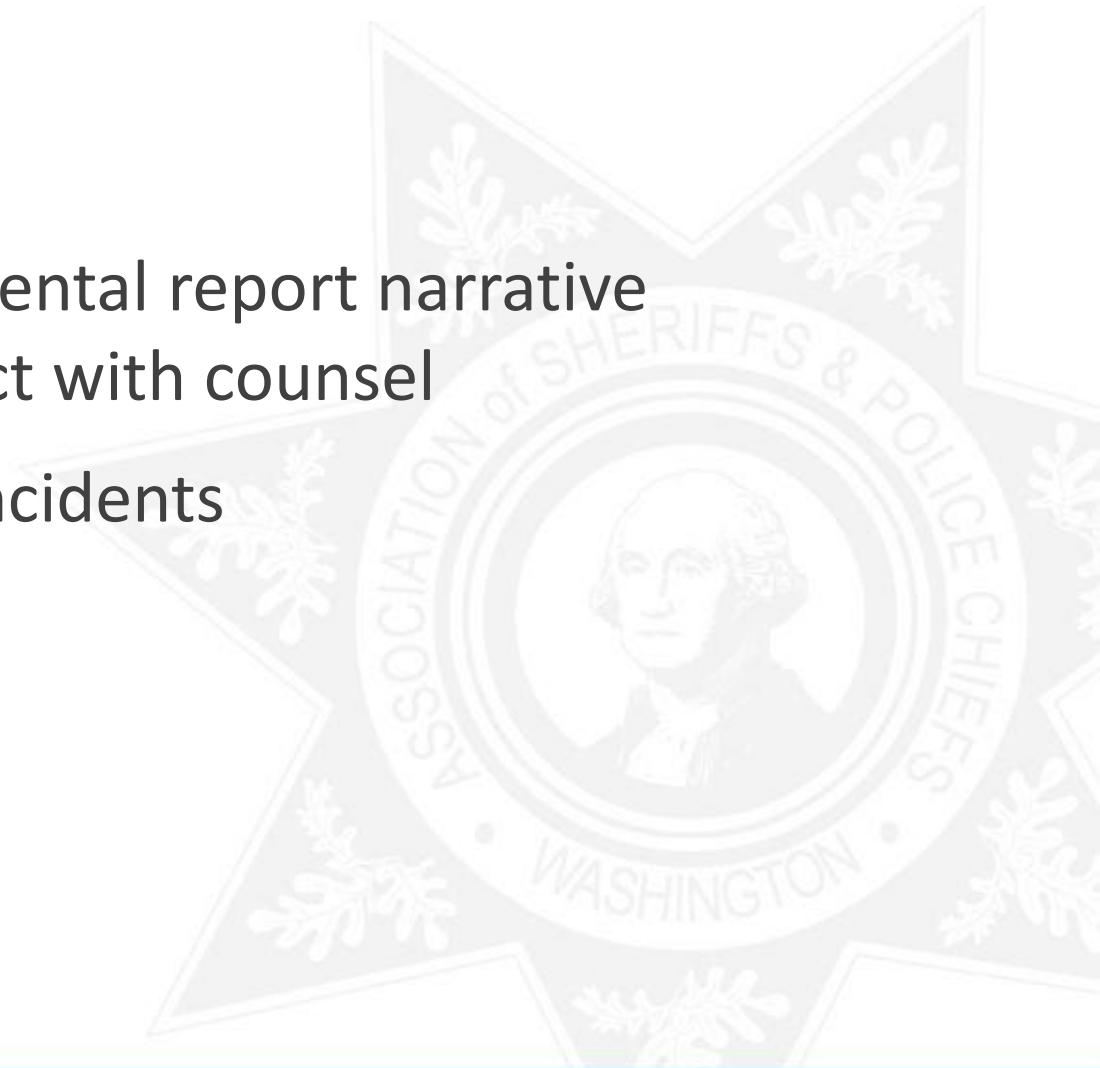 ental report narrative
ct with counsel
ncidents
ASSOCIATION of SHERIFFS & POLICE CHIEFS
• WASHINGTON •